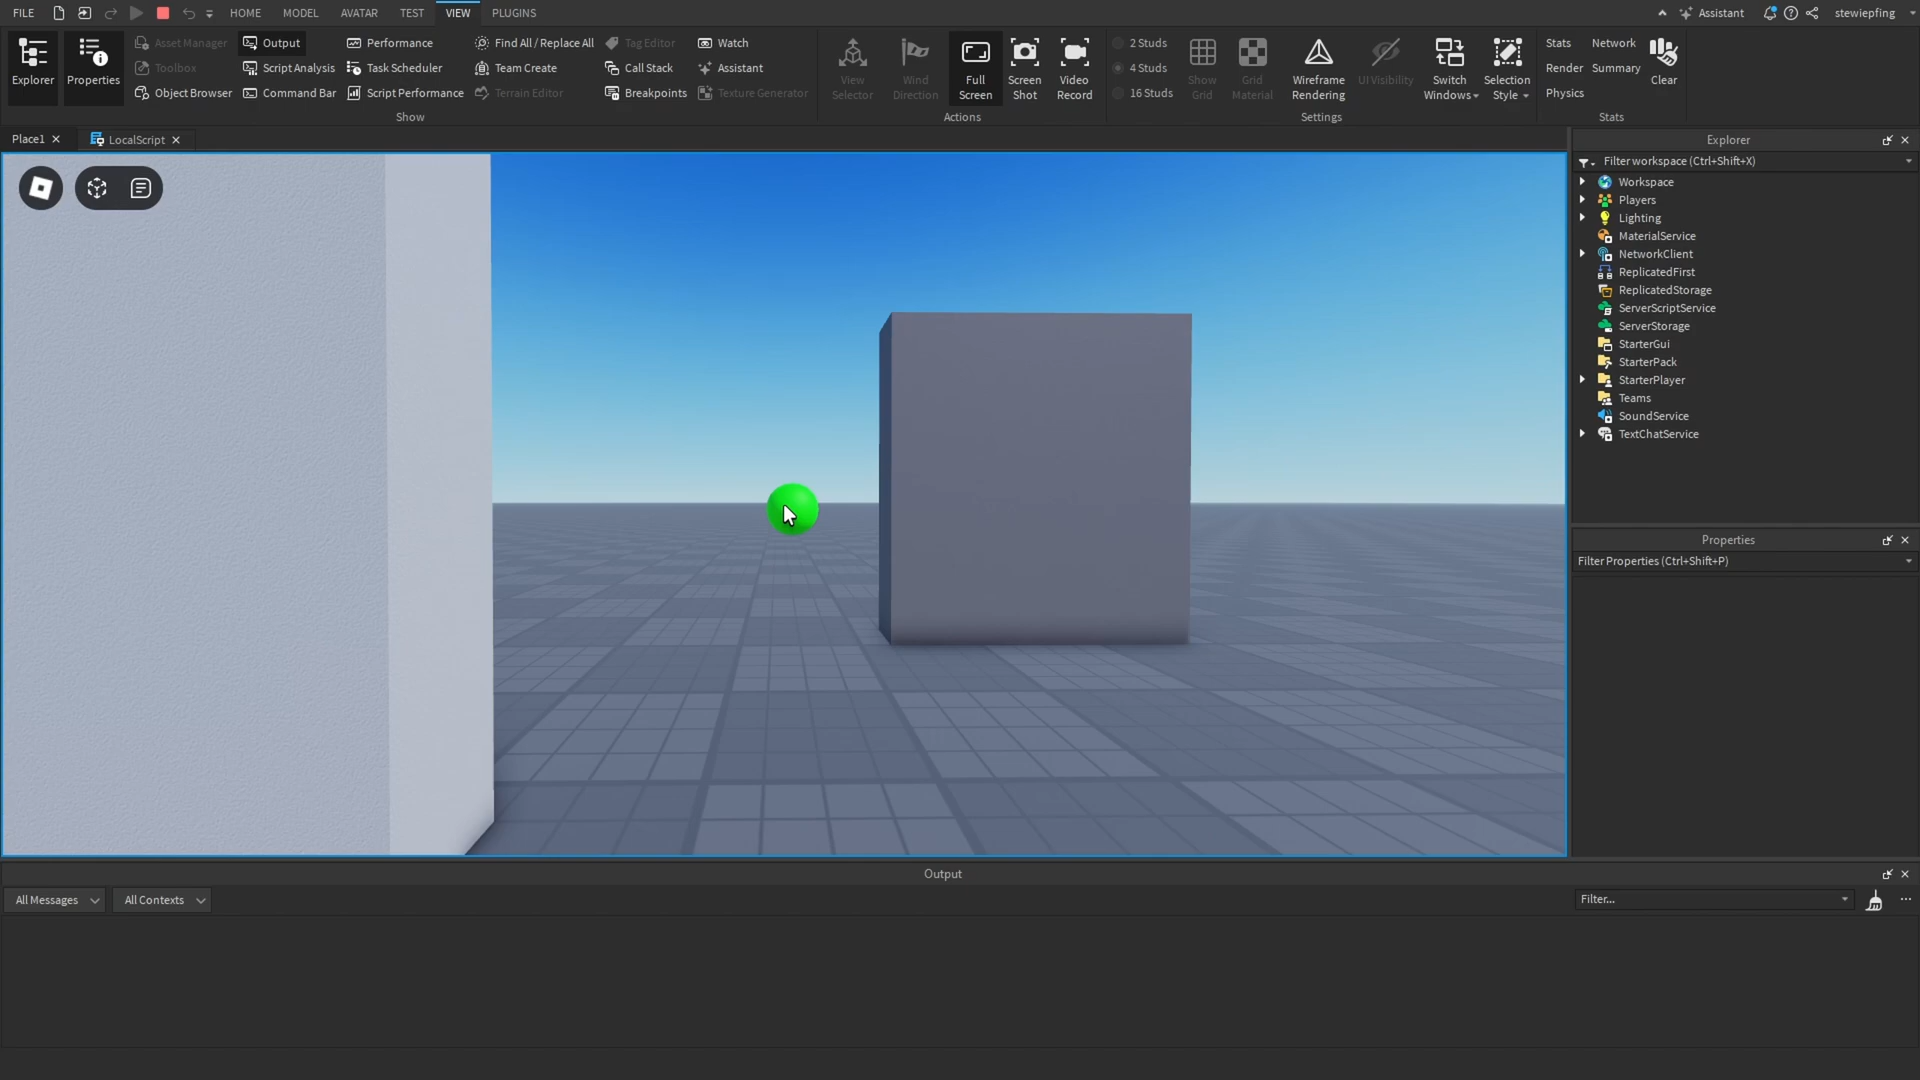 FILE HOME MODEL AVATAR TEST VIEW PLUGINS Assistant stewiepfing
Explorer
Properties
Asset Manager
Toolbox
Object Browser
Output
Script Analysis
Command Bar
Performance
Task Scheduler
Script Performance
Find All / Replace All
Team Create
Terrain Editor
Tag Editor
Call Stack
Breakpoints
Watch
Assistant
Texture Generator
Show
View
Selector
Wind
Direction
Full
Screen
Screen
Shot
Video
Record
Actions
2 Studs
4 Studs
16 Studs
Show
Grid
Grid
Material
Wireframe
Rendering
UI Visibility
Switch
Windows
Selection
Style
Settings
Stats
Render
Physics
Network
Summary
Clear
Stats
Place1 LocalScript
Explorer
Filter workspace (Ctrl+Shift+X)
Workspace
Players
Lighting
MaterialService
NetworkClient
ReplicatedFirst
ReplicatedStorage
ServerScriptService
ServerStorage
StarterGui
StarterPack
StarterPlayer
Teams
SoundService
TextChatService
Properties
Filter Properties (Ctrl+Shift+P)
Output
All Messages All Contexts Filter...